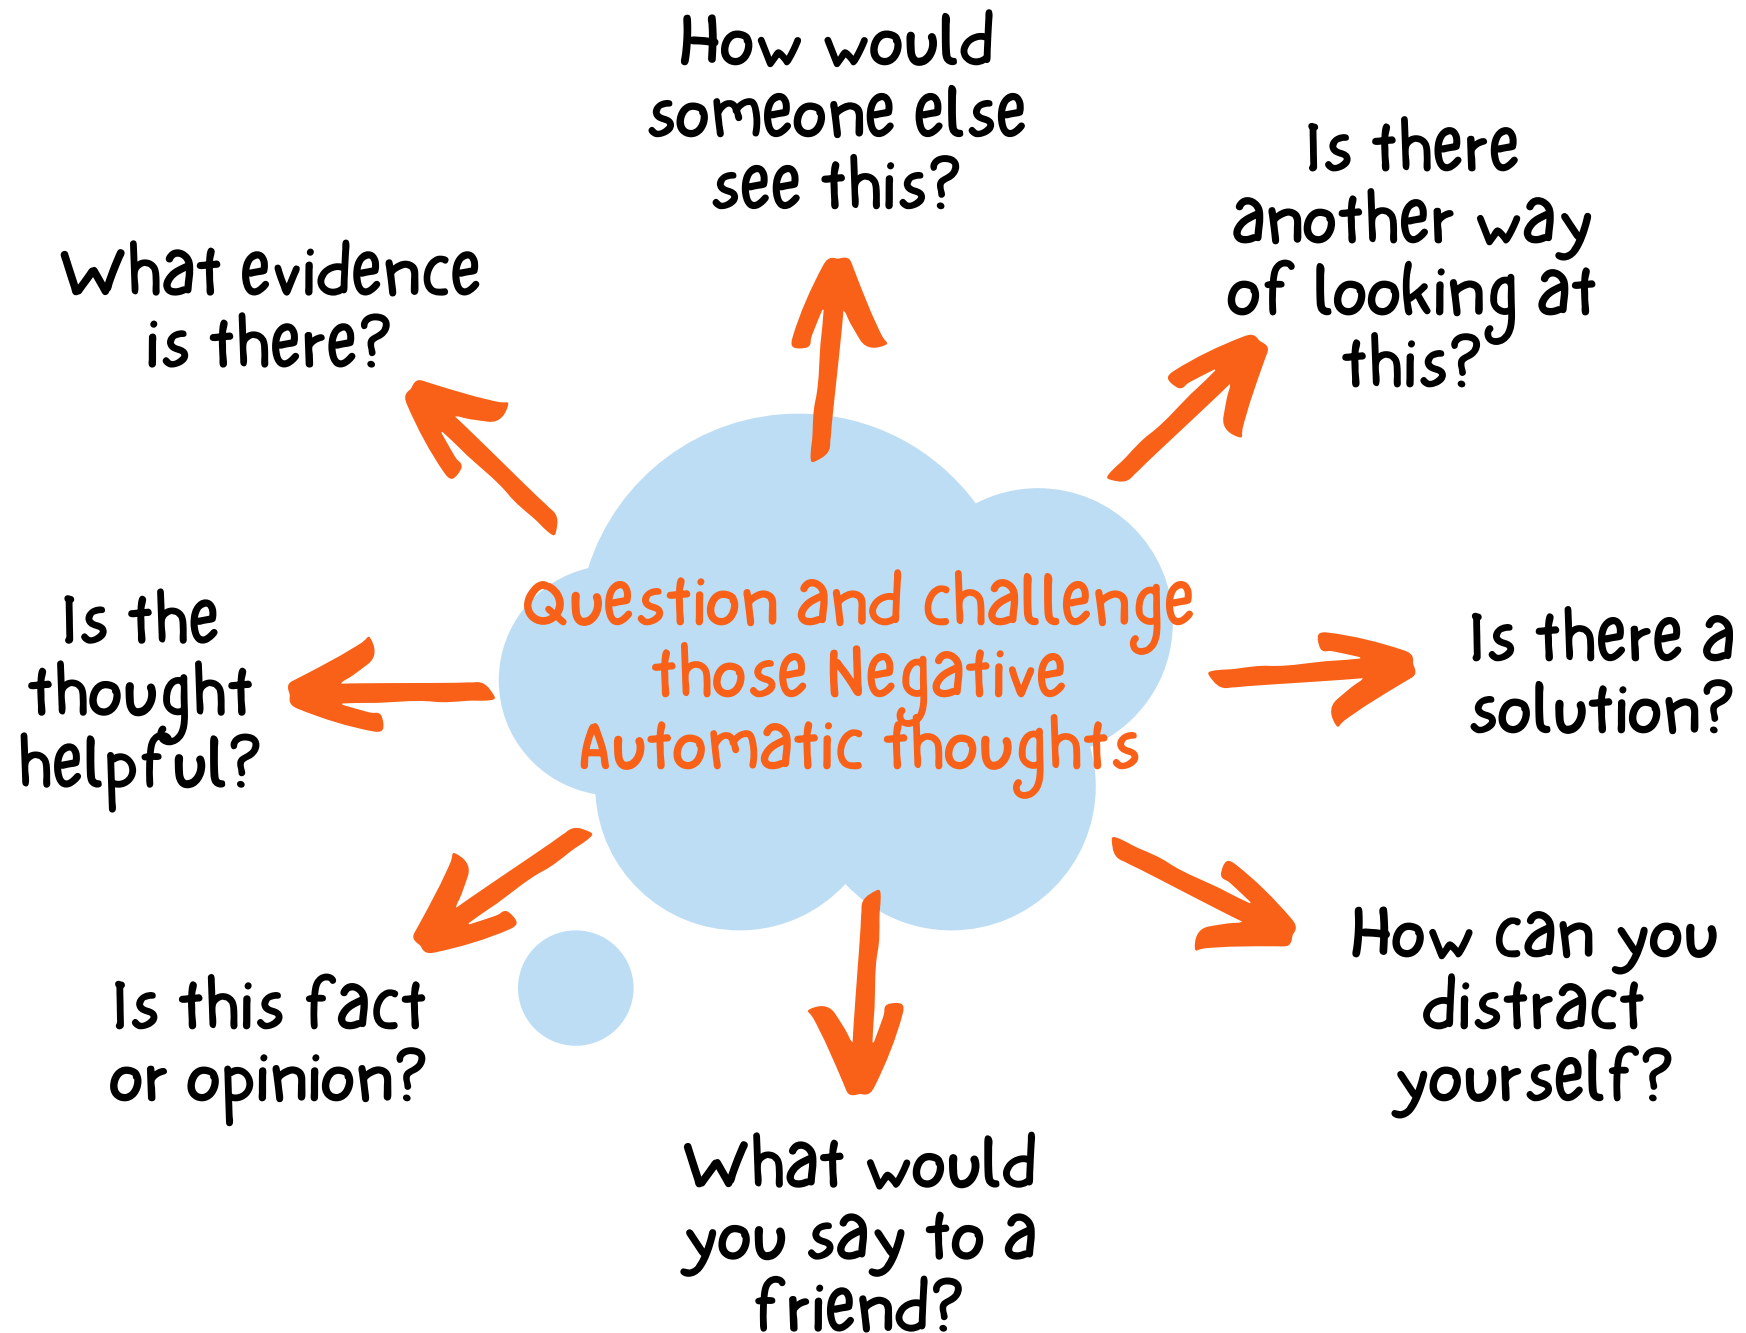 How would
someone else
see this?
Is there
another way
of looking at
this?
What evidence
is there?
Question and challenge
those Negative
Automatic thoughts
Is the
thought
helpful?
Is there a
solution?
How can you
distract
yourself?
Is this fact
or opinion?
What would
you say to a
friend?